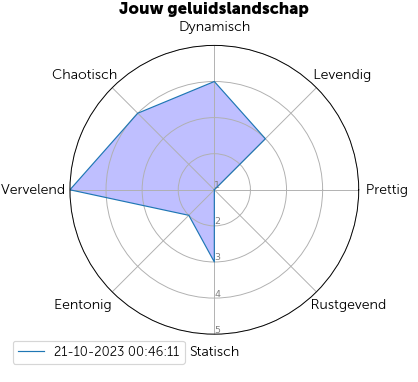 Jouw geluidslandschap
Dynamisch
Chaotisch
Levendig
Vervelend
1
Prettig
2
3
4
Eentonig
Rustgevend
5
21-10-2023 00:46:11
Statisch